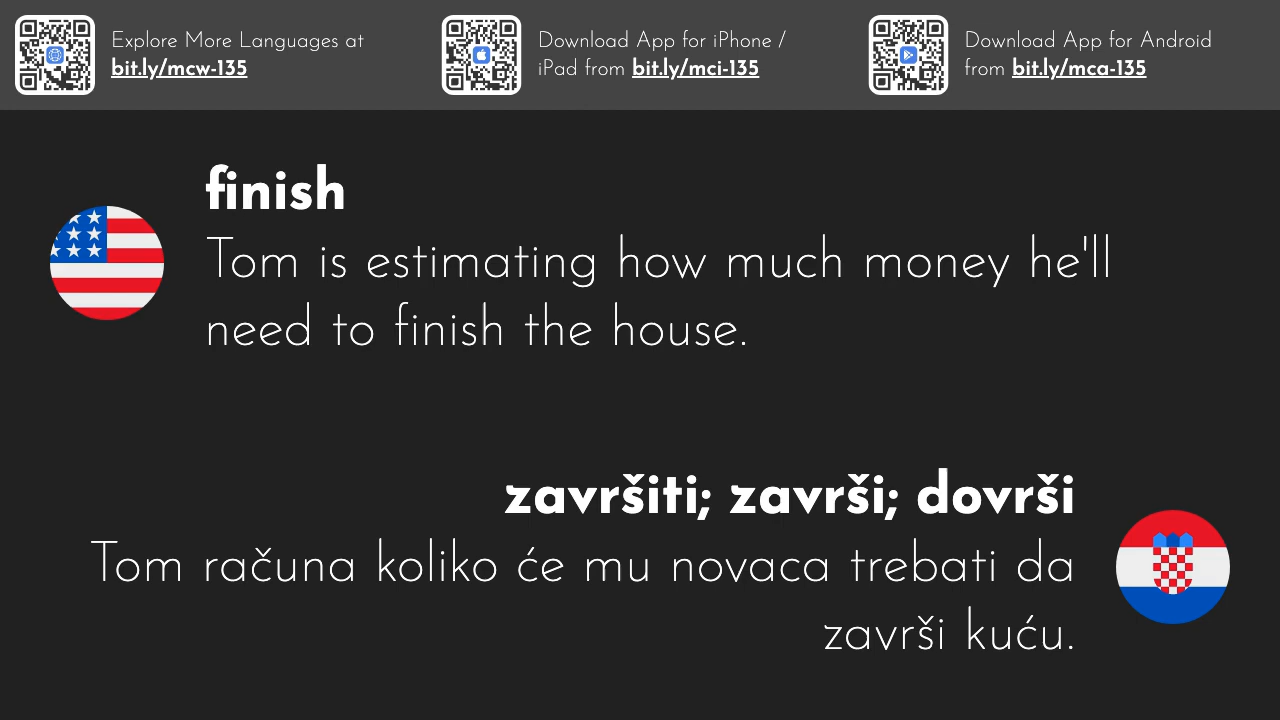 Explore More Languages at
bit.ly/mcw-135
Download App for iPhone /
iPad from bit.ly/mci-135
Download App for Android
from bit.ly/mca-135
finish
Tom is estimating how much money he'll
need to finish the house.
završiti; završi; dovrši
Tom računa koliko će mu novaca trebati da
završi kuću.